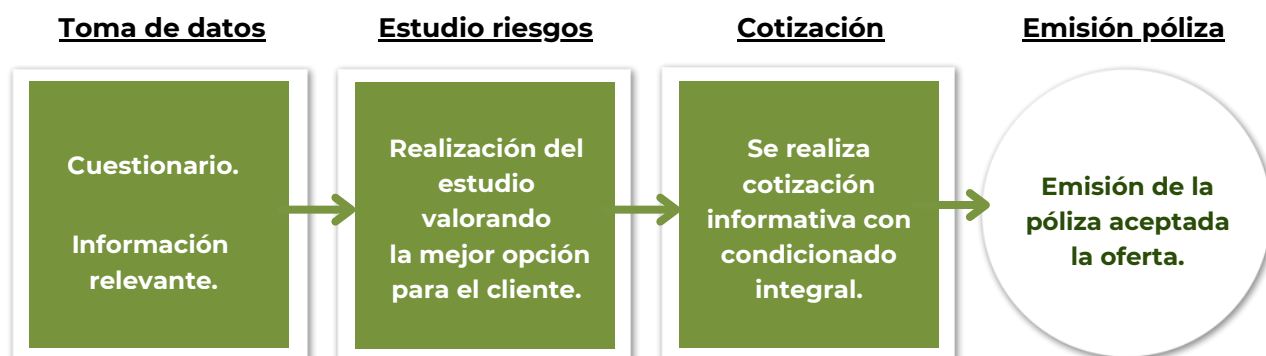 Toma de datos
Estudio riesgos
Cotización
Emisión póliza
Cuestionario.
Información
relevante.
Realización del
estudio
valorando
la mejor opción
para el cliente.
Se realiza
cotización
informativa con
condicionado
integral.
Emisión de la
póliza aceptada
la oferta.